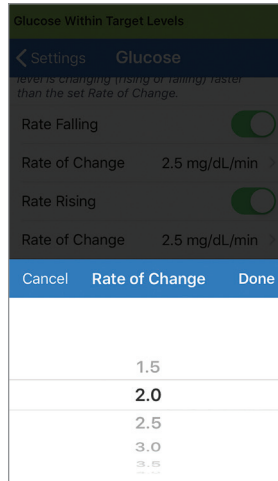 Glucose Within Target Levels
Settings Glucose
level is changing (rising or falling) faster
than the set Rate of Change.
Rate Falling
Rate of Change 2.5 mg/dL/min
Rate Rising
Rate of Change 2.5 mg/dL/min
Cancel Rate of Change Done
1.5
2.0
2.5
3.0
3.5